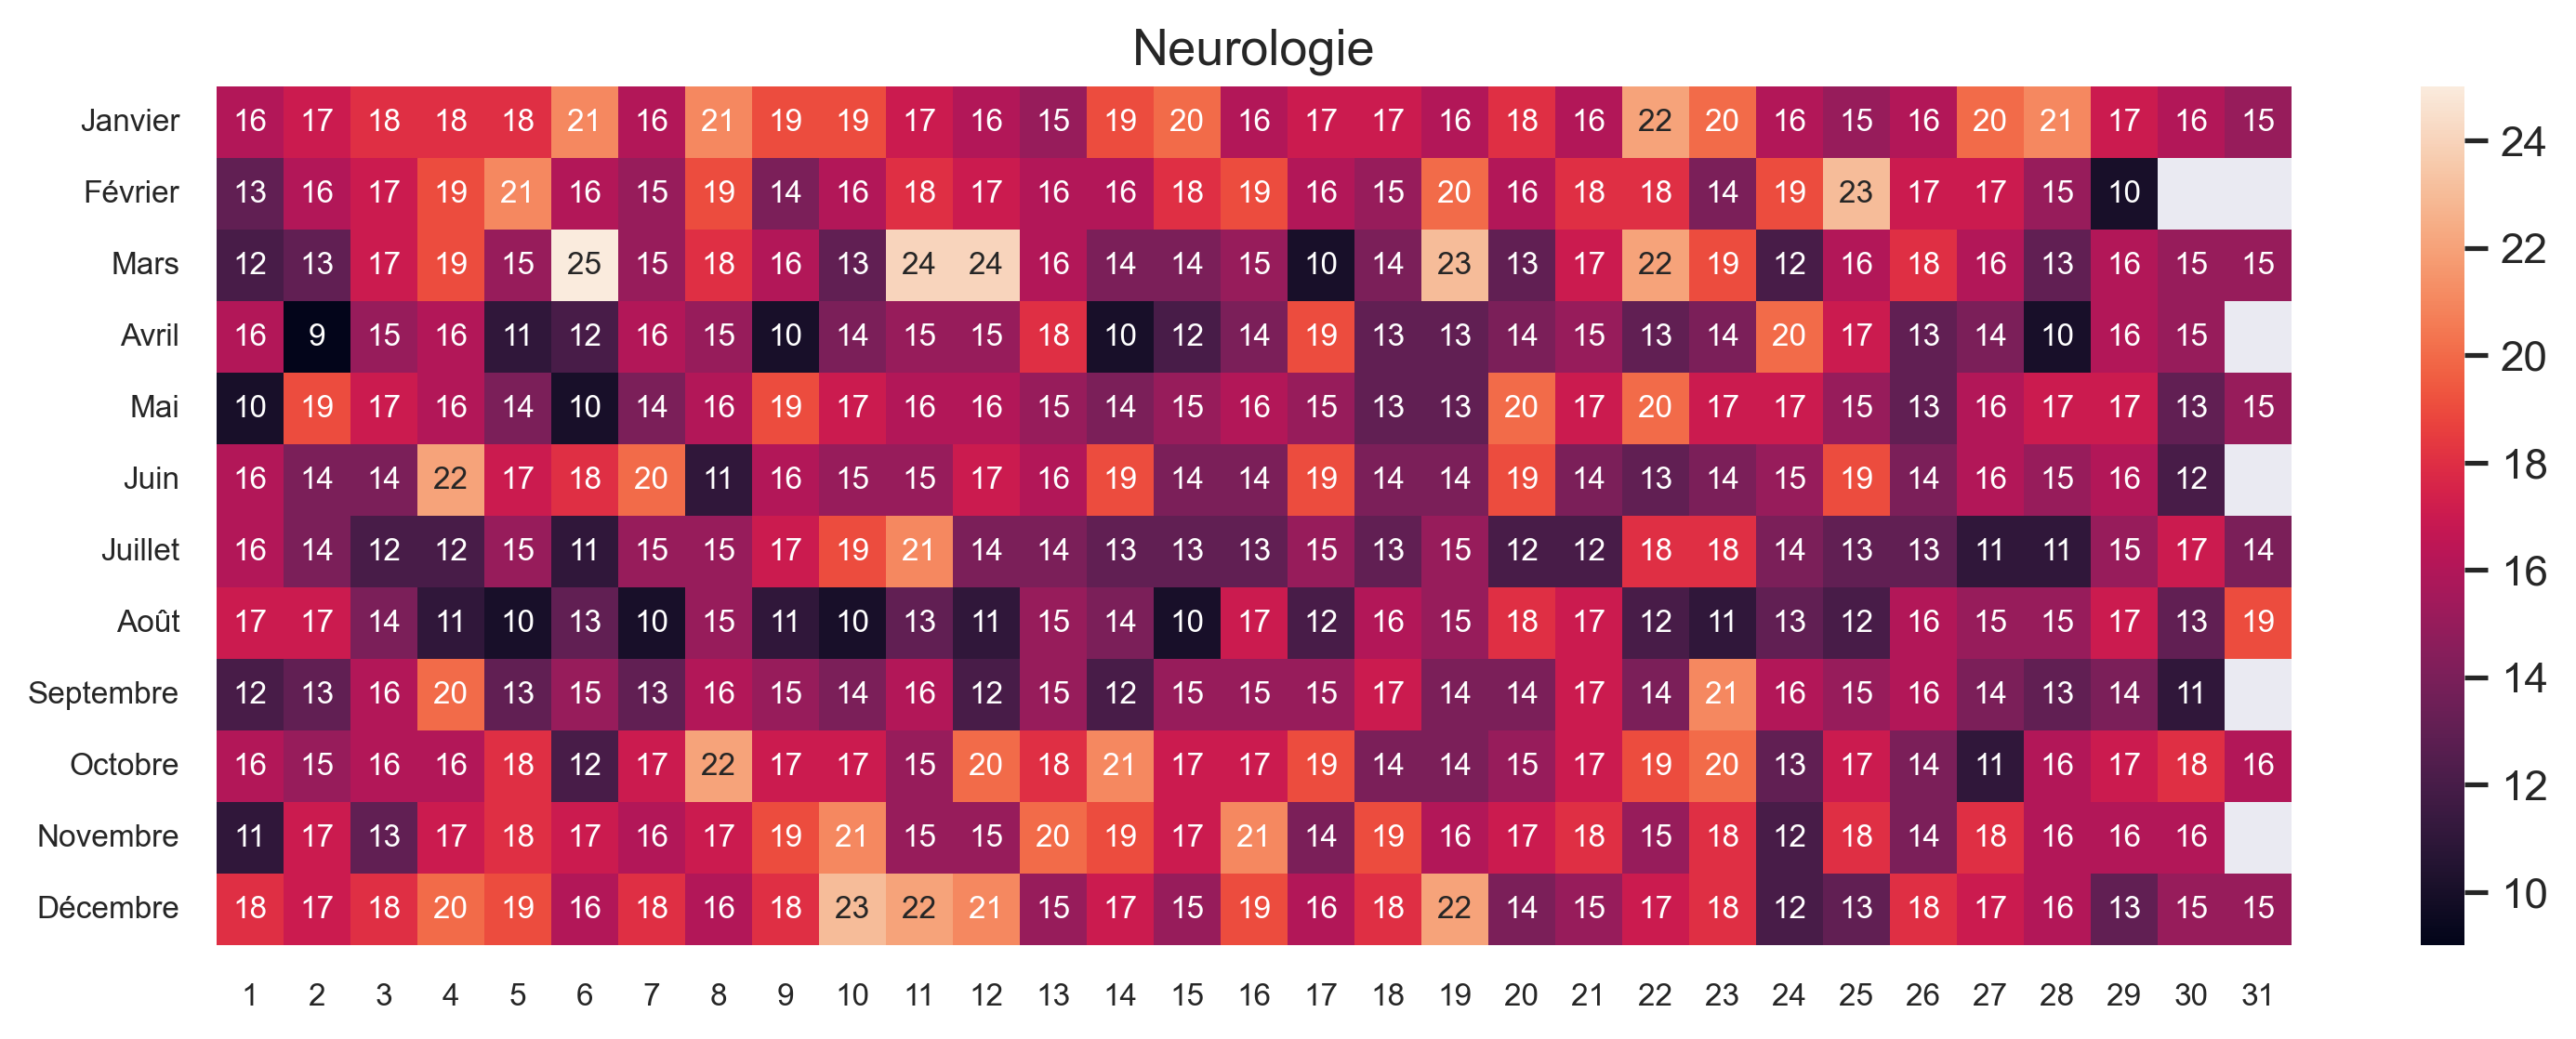 Neurologie
Janvier 16 17 18 18 18 21 16 21 19 19 17 16 15 19 20 16 17 17 16 18 16 22 20 16 15 16 20 21 17 16 15
Février 13 16 17 19 21 16 15 19 14 16 18 17 16 16 18 19 16 15 20 16 18 18 14 19 23 17 17 15 10
Mars 12 13 17 19 15 25 15 18 16 13 24 24 16 14 14 15 10 14 23 13 17 22 19 12 16 18 16 13 16 15 15
Avril 16 9 15 16 11 12 16 15 10 14 15 15 18 10 12 14 19 13 13 14 15 13 14 20 17 13 14 10 16 15
Mai 10 19 17 16 14 10 14 16 19 17 16 16 15 14 15 16 15 13 13 20 17 20 17 17 15 13 16 17 17 13 15
Juin 16 14 14 22 17 18 20 11 16 15 15 17 16 19 14 14 19 14 14 19 14 13 14 15 19 14 16 15 16 12
Juillet 16 14 12 12 15 11 15 15 17 19 21 14 14 13 13 13 15 13 15 12 12 18 18 14 13 13 11 11 15 17 14
Août 17 17 14 11 10 13 10 15 11 10 13 11 15 14 10 17 12 16 15 18 17 12 11 13 12 16 15 15 17 13 19
Septembre 12 13 16 20 13 15 13 16 15 14 16 12 15 12 15 15 15 17 14 14 17 14 21 16 15 16 14 13 14 11
Octobre 16 15 16 16 18 12 17 22 17 17 15 20 18 21 17 17 19 14 14 15 17 19 20 13 17 14 11 16 17 18 16
Novembre 11 17 13 17 18 17 16 17 19 21 15 15 20 19 17 21 14 19 16 17 18 15 18 12 18 14 18 16 16 16
Décembre 18 17 18 20 19 16 18 16 18 23 22 21 15 17 15 19 16 18 22 14 15 17 18 12 13 18 17 16 13 15 15
1 2 3 4 5 6 7 8 9 10 11 12 13 14 15 16 17 18 19 20 21 22 23 24 25 26 27 28 29 30 31
24
22
20
18
16
14
12
10